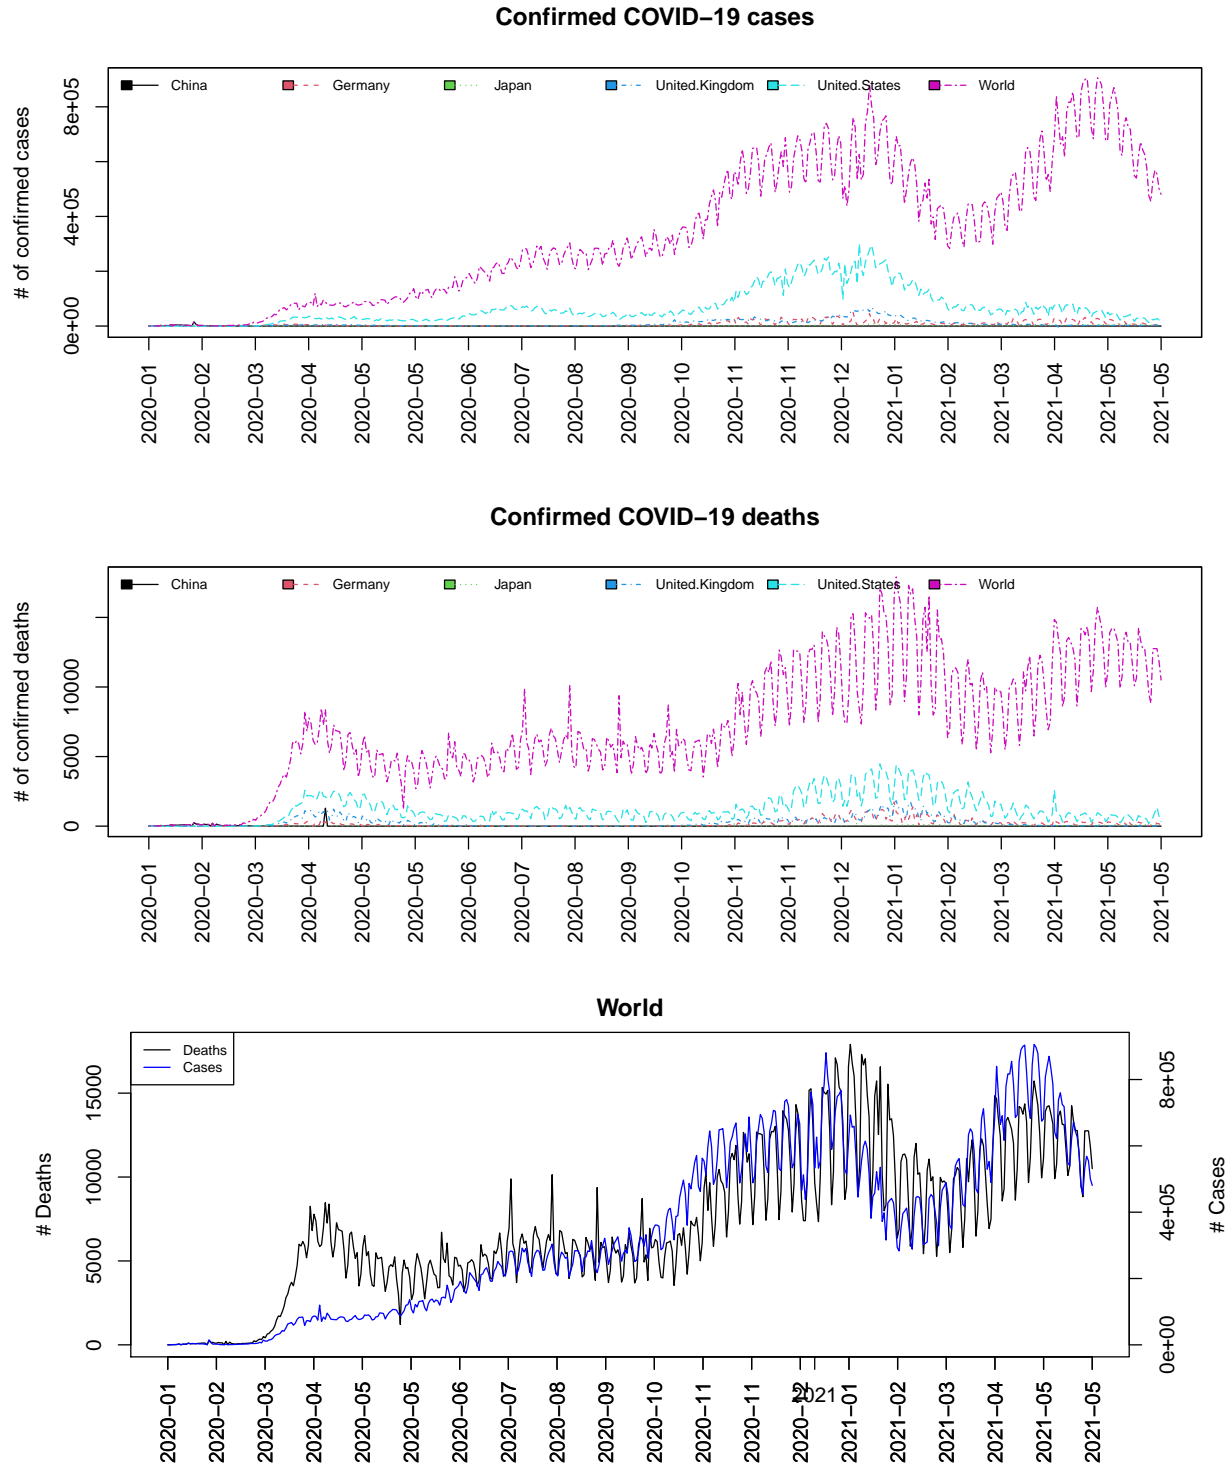 Confirmed COVID−19 cases
China Germany Japan United.Kingdom United.States World
# of confirmed cases
0e+00 4e+05 8e+05
2020−01 2020−02 2020−03 2020−04 2020−05 2020−06 2020−07 2020−08 2020−09 2020−10 2020−11 2020−11 2020−12 2021−01 2021−02 2021−03 2021−04 2021−05 2021−05
Confirmed COVID−19 deaths
China Germany Japan United.Kingdom United.States World
# of confirmed deaths
0 5000 10000
2020−01 2020−02 2020−03 2020−04 2020−05 2020−06 2020−07 2020−08 2020−09 2020−10 2020−11 2020−11 2020−12 2021−01 2021−02 2021−03 2021−04 2021−05 2021−05
World
Deaths
Cases
# Deaths
0 5000 10000 15000
0e+00 4e+05 8e+05
# Cases
2020−01 2020−02 2020−03 2020−04 2020−05 2020−06 2020−07 2020−08 2020−09 2020−10 2020−11 2020−11 2020−12 2021−01 2021−02 2021−03 2021−04 2021−05 2021−05
2021